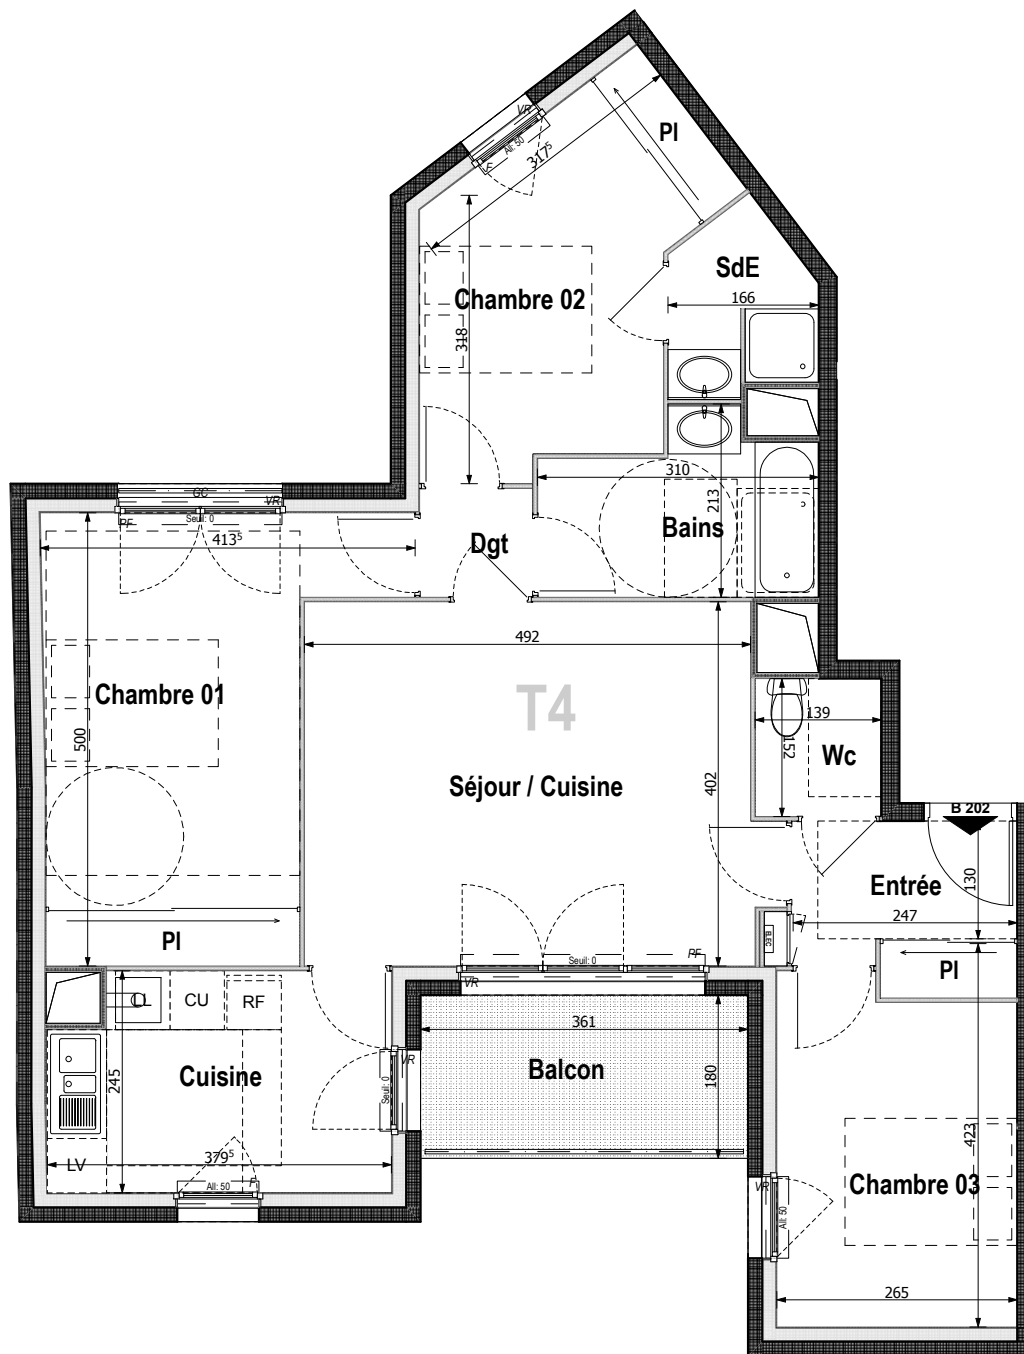 VR
All: 50
F
317⁵
Pl
SdE
166
Chambre 02
318
310
213
Bains
GC
VR
PF
Seuil: 0
413⁵
Dgt
492
Chambre 01
500
T4
139
152
Wc
Séjour / Cuisine
402
B 202
Entrée
130
247
Pl
Pl
Seuil: 0
PF
VR
LL
CU
RF
361
Balcon
180
Cuisine
245
VR
Seuil: 0
LV
379⁵
All: 50
F
423
Chambre 03
VR
All: 50
265